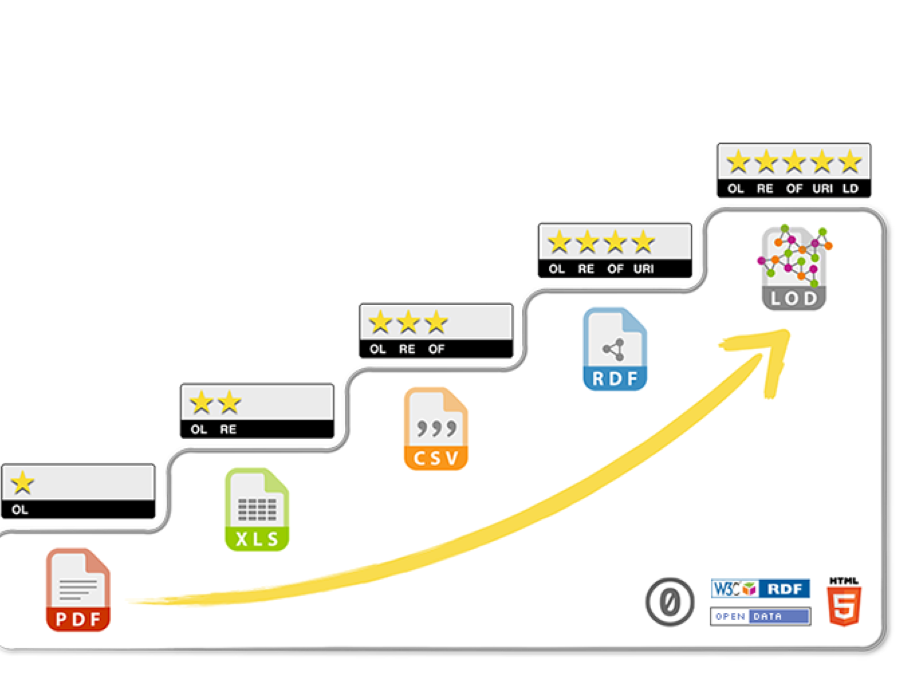 OL RE OF URI LD
LOD
OL RE OF URI
RDF
OL RE OF
CSV
OL RE
XLS
OL
PDF
0
W3C RDF
OPEN DATA
HTML
5